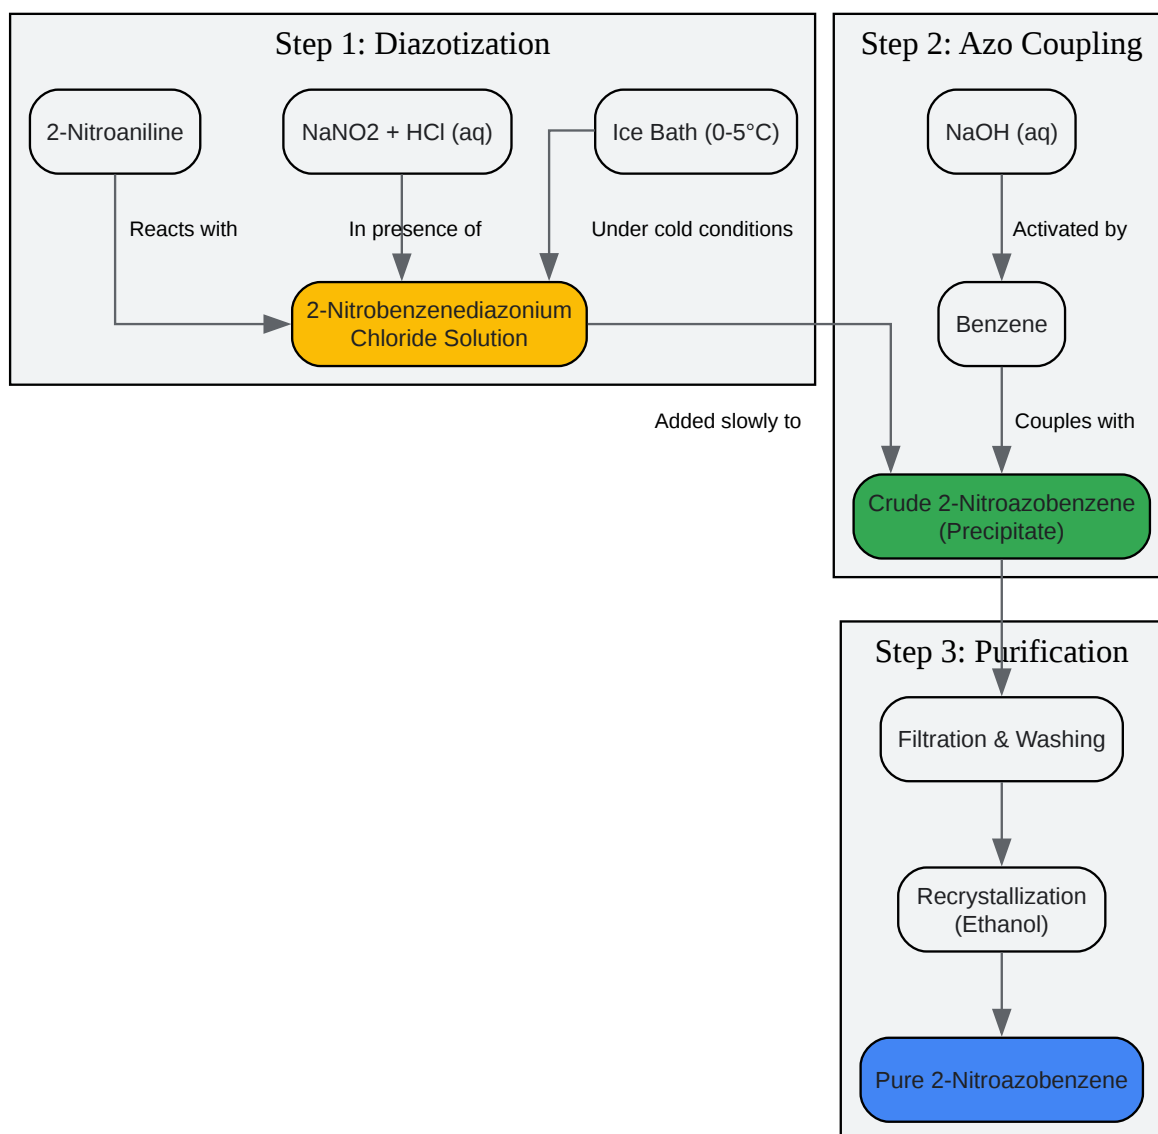 Step 1: Diazotization
2-Nitroaniline
NaNO2 + HCl (aq)
Ice Bath (0-5°C)
Reacts with
In presence of
Under cold conditions
2-Nitrobenzenediazonium
Chloride Solution
Added slowly to
Step 2: Azo Coupling
NaOH (aq)
Activated by
Benzene
Couples with
Crude 2-Nitroazobenzene
(Precipitate)
Step 3: Purification
Filtration & Washing
Recrystallization
(Ethanol)
Pure 2-Nitroazobenzene